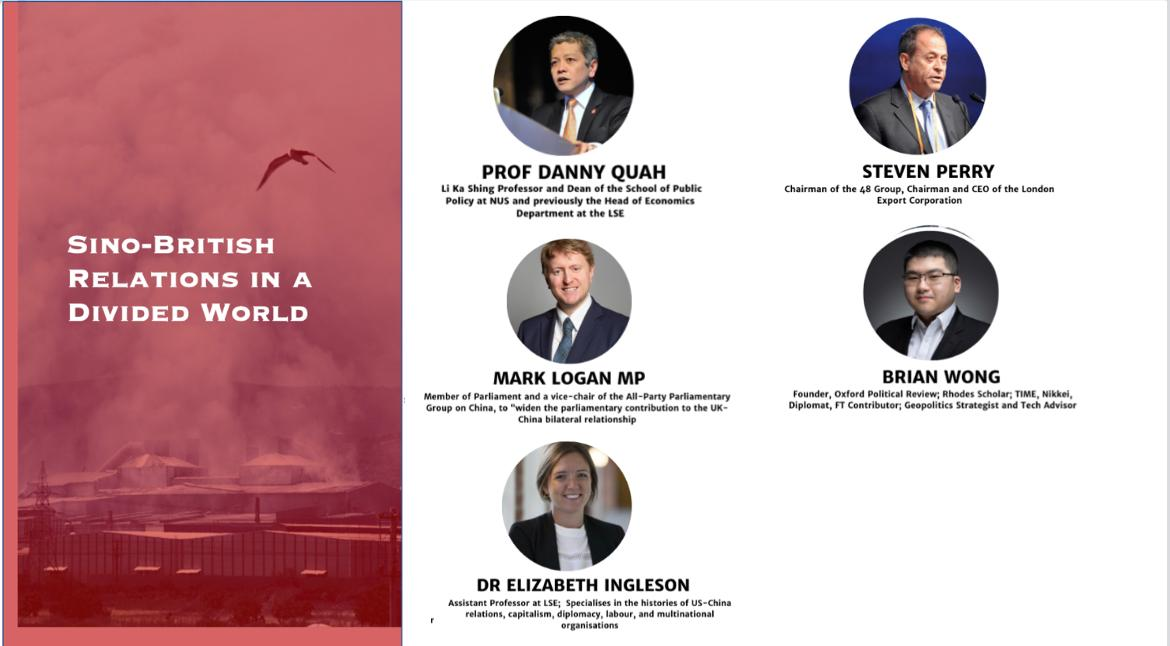 Sino-British
Relations in a
Divided World
PROF DANNY QUAH
Li Ka Shing Professor and Dean of the School of Public
Policy at NUS and previously the Head of Economics
Department at the LSE
STEVEN PERRY
Chairman of the 48 Group, Chairman and CEO of the London
Export Corporation
MARK LOGAN MP
Member of Parliament and a vice-chair of the All-Party Parliamentary
Group on China, to "widen the parliamentary contribution to the UK-
China bilateral relationship
BRIAN WONG
Founder, Oxford Political Review; Rhodes Scholar; TIME, Nikkei,
Diplomat, FT Contributor; Geopolitics Strategist and Tech Advisor
DR ELIZABETH INGLESON
Assistant Professor at LSE; Specialises in the histories of US-China
relations, capitalism, diplomacy, labour, and multinational
organisations
r